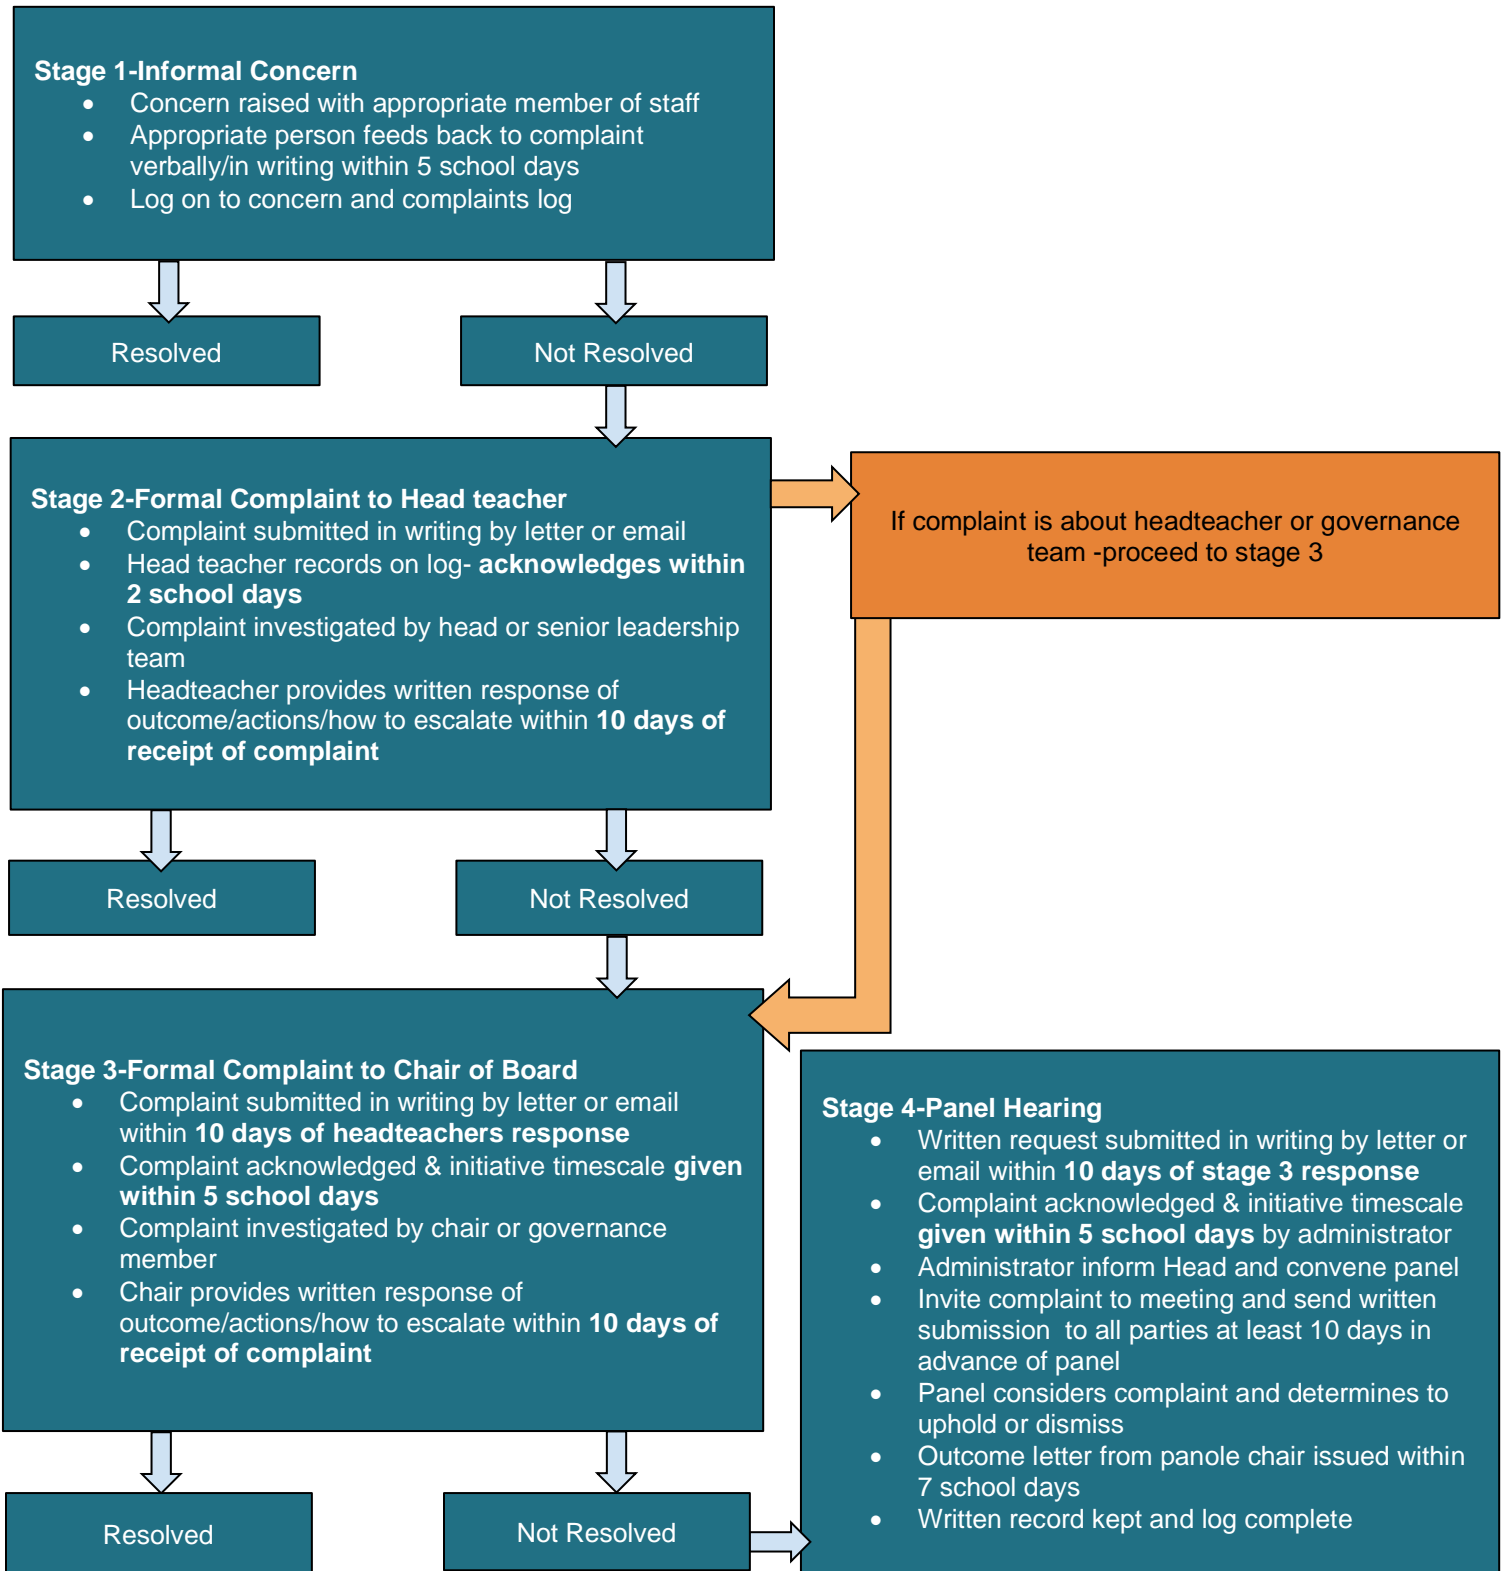 Stage 1-Informal Concern
• Concern raised with appropriate member of staff
• Appropriate person feeds back to complaint
verbally/in writing within 5 school days
• Log on to concern and complaints log
Resolved
Not Resolved
Stage 2-Formal Complaint to Head teacher
• Complaint submitted in writing by letter or email
• Head teacher records on log- acknowledges within
2 school days
• Complaint investigated by head or senior leadership
team
• Headteacher provides written response of
outcome/actions/how to escalate within 10 days of
receipt of complaint
If complaint is about headteacher or governance
team -proceed to stage 3
Resolved
Not Resolved
Stage 3-Formal Complaint to Chair of Board
• Complaint submitted in writing by letter or email
within 10 days of headteachers response
• Complaint acknowledged & initiative timescale given
within 5 school days
• Complaint investigated by chair or governance
member
• Chair provides written response of
outcome/actions/how to escalate within 10 days of
receipt of complaint
Resolved
Not Resolved
Stage 4-Panel Hearing
• Written request submitted in writing by letter or
email within 10 days of stage 3 response
• Complaint acknowledged & initiative timescale
given within 5 school days by administrator
• Administrator inform Head and convene panel
• Invite complaint to meeting and send written
submission  to all parties at least 10 days in
advance of panel
• Panel considers complaint and determines to
uphold or dismiss
• Outcome letter from panole chair issued within
7 school days
• Written record kept and log complete